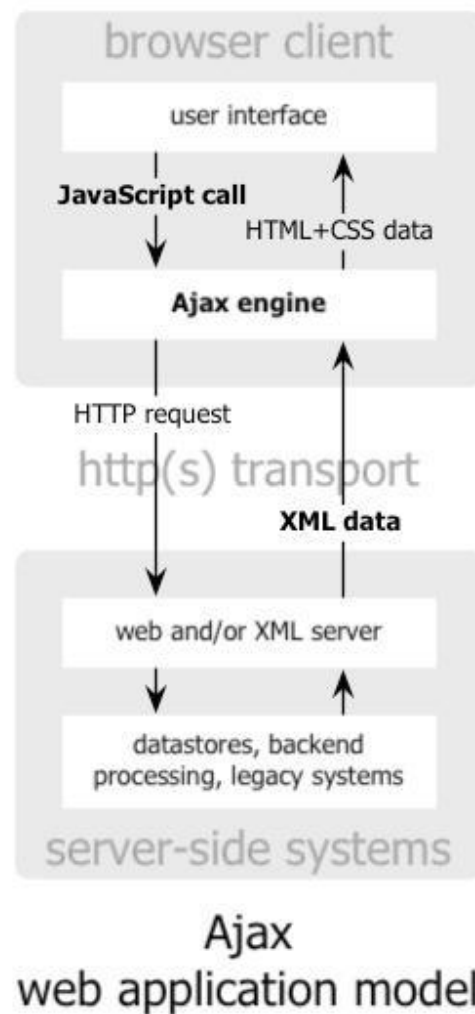 browser client
user interface
JavaScript call
HTML+CSS data
Ajax engine
HTTP request
http(s) transport
XML data
web and/or XML server
datastores, backend
processing, legacy systems
server-side systems
Ajax
web application model